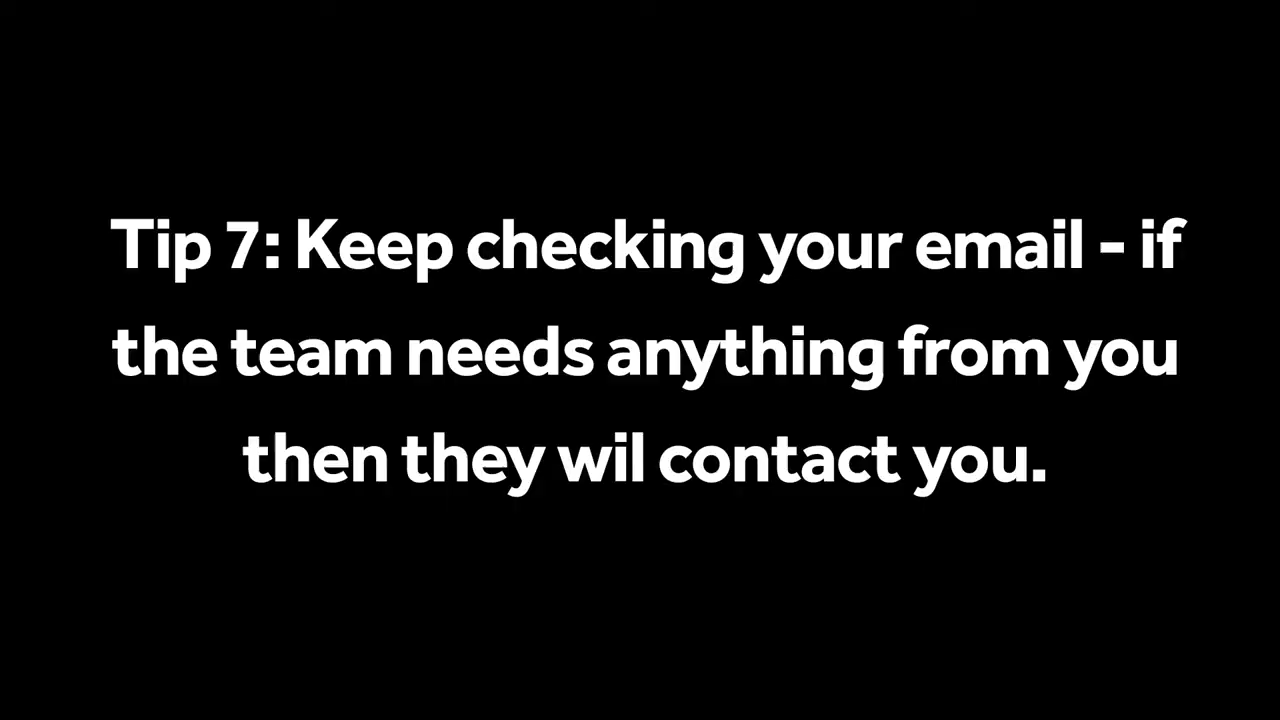 Tip 7: Keep checking your email - if
the team needs anything from you
then they wil contact you.